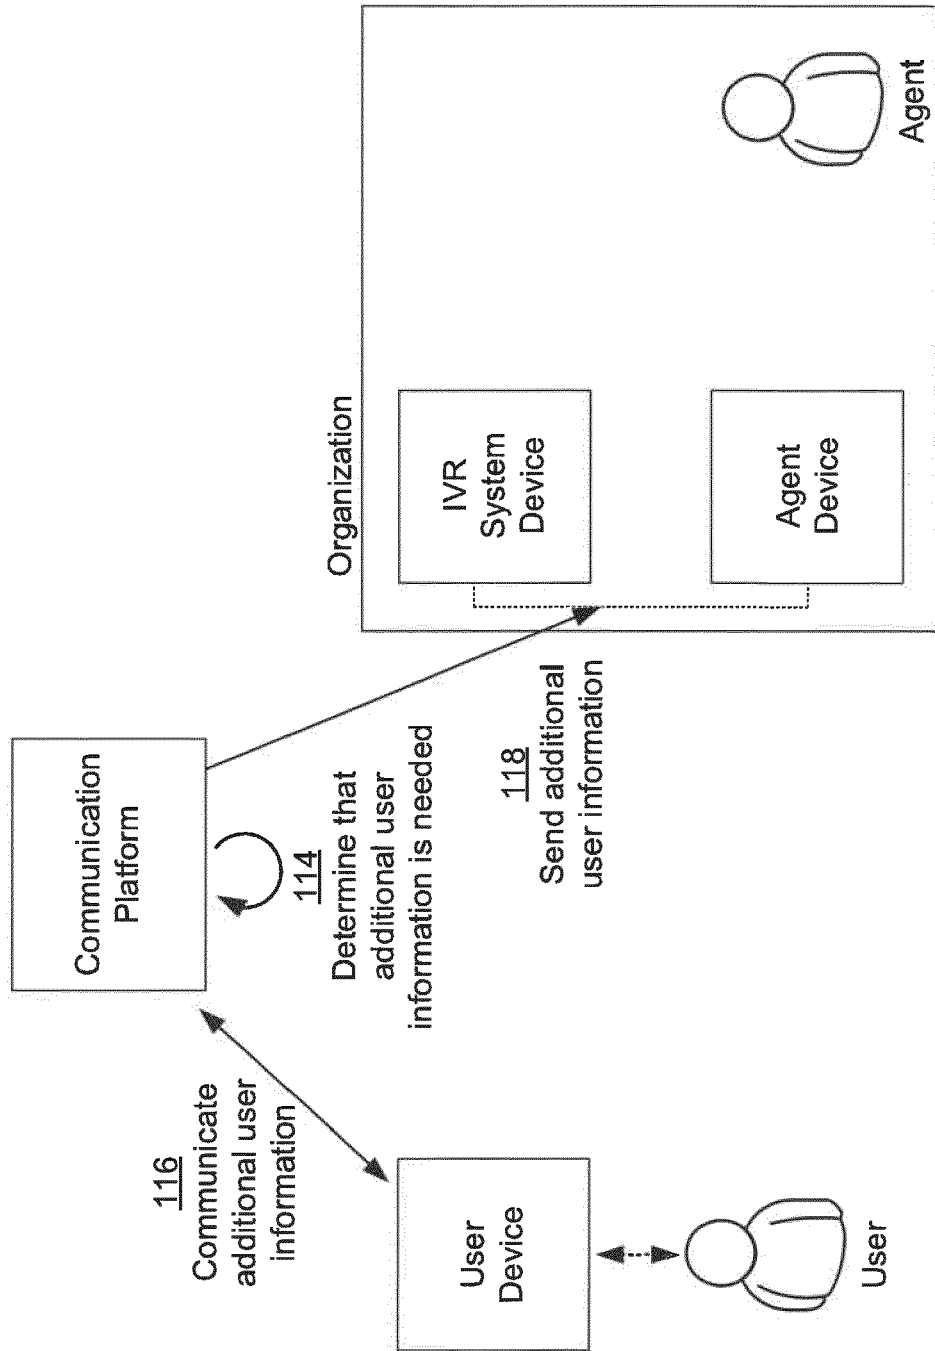 Communication
Platform
116
Communicate
additional user
information
114
Determine that
additional user
information is needed
118
Send additional
user information
Organization
User
Device
IVR
System
Device
Agent
Device
User
Agent